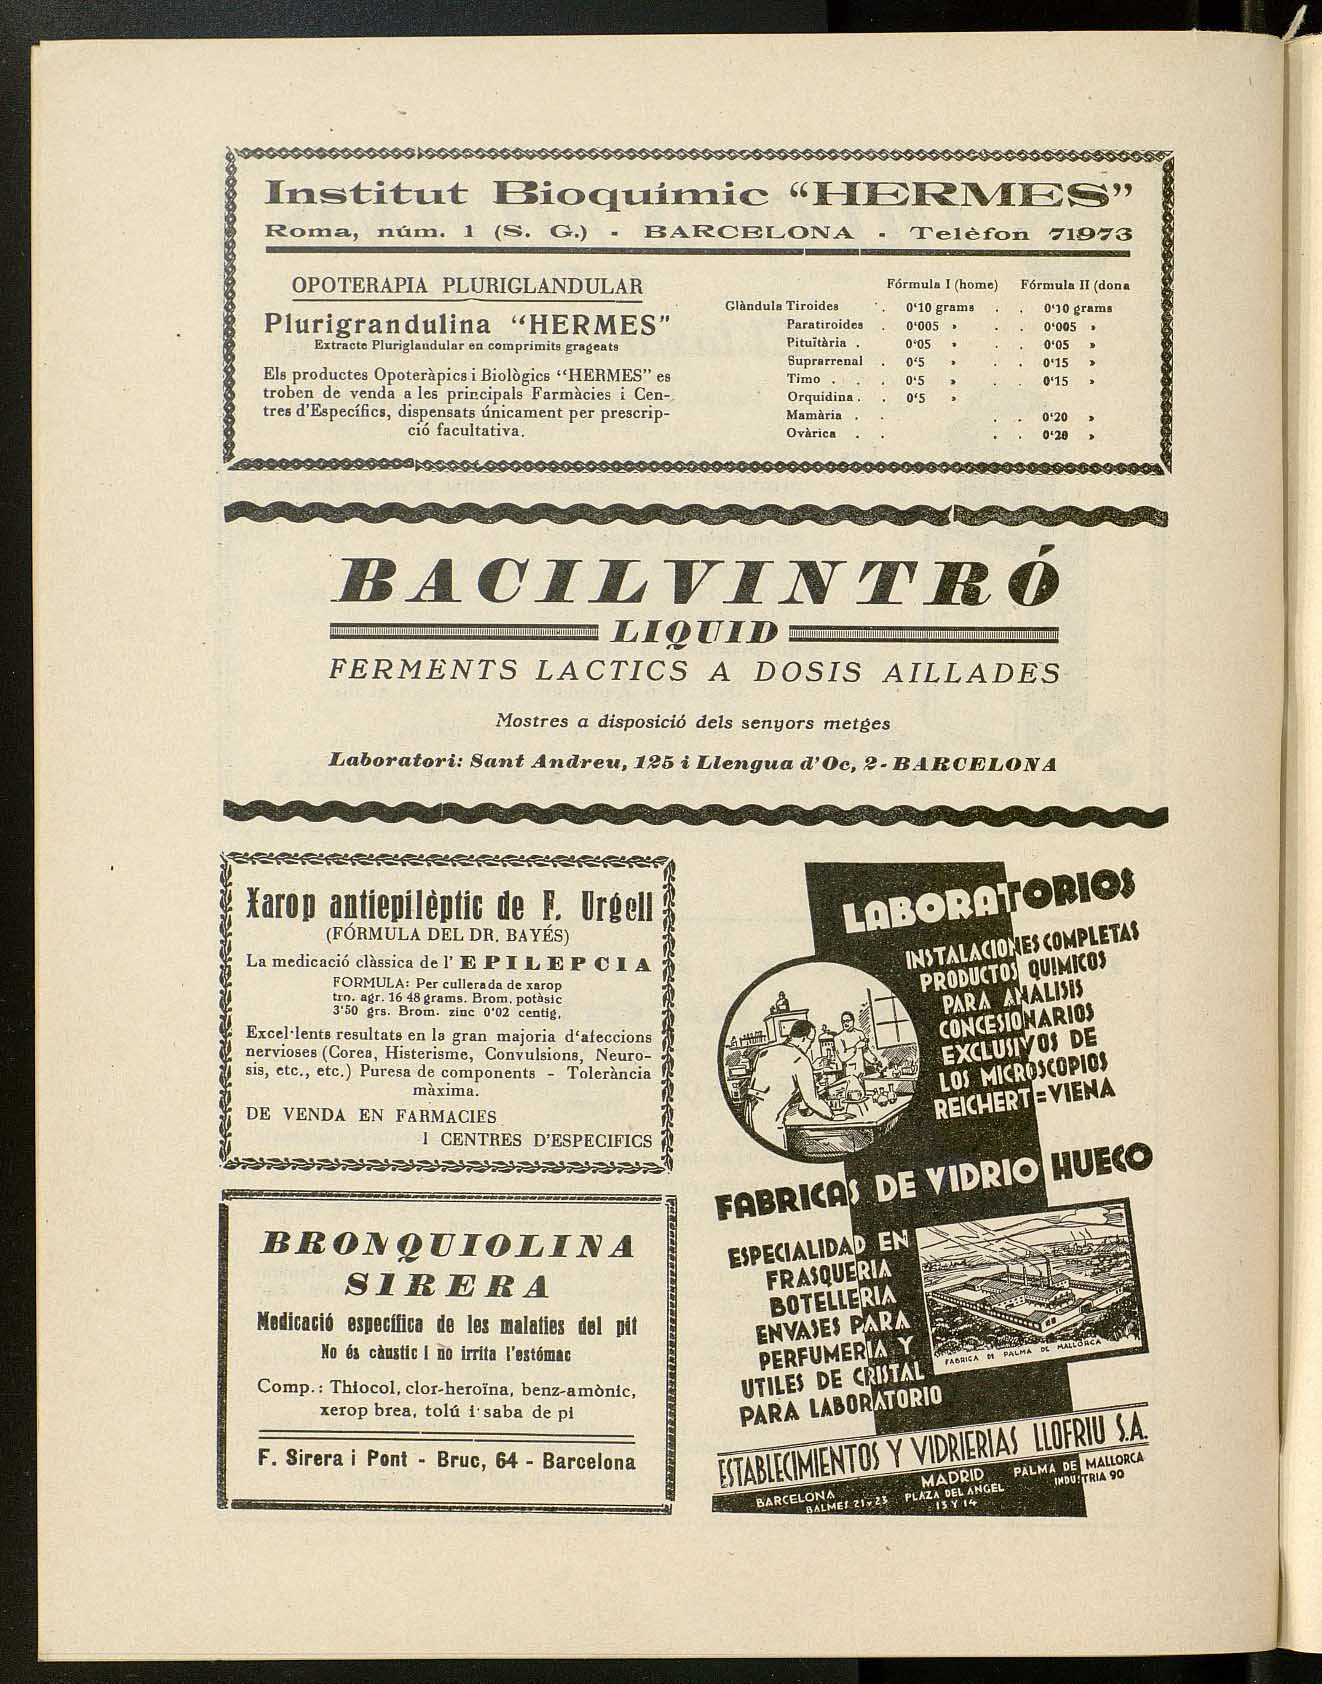 Institut Bioquímic “HERMES”
Roma, núm. 1 (S. G.) - BARCELONA - Telèfon 71973
OPOTERAPIA PLURIGLANDULAR
Plurigrandulina “HERMES”
Extracte Pluriglandular en comprimits grageats
Els productes Opoteràpics i Biològics “HERMES” es
troben de venda a les principals Farmàcies i Cen-
tres d'Específics, dispensats únicament per prescrip-
ció facultativa.
Fórmula I (home) Fórmula II (dona
Glàndula Tiroides . 0'10 grams . . 0'10 grams
Paratiroides . 0'005 » . . 0'005 »
Pituïtària . 0'05 » . . 0'05 »
Suprarrenal . 0'5 » . . 0'15 »
Timo . . . 0'5 » . . 0'15 »
Orquidina . . 0'5 »
Mamària . . . . 0'20 »
Ovàrica . . . . 0'20 »
BACILVINTRÓ
LIQUID
FERMENTS LACTICS A DOSIS AILLADES
Mostres a disposició dels senyors metges
Laboratori: Sant Andreu, 125 i Llengua d'Oc, 2 - BARCELONA
Xarop antiepilèptic de F. Urgell
(FÓRMULA DEL DR. BAYÉS)
La medicació clàssica de l' EPILEPCIA
FORMULA: Per cullerada de xarop
trn. agr. 16 48 grams. Brom. potàsic
3'50 grs. Brom. zinc 0'02 centig.
Excel·lents resultats en la gran majoria d'afeccions
nervioses (Corea, Histerisme, Convulsions, Neuro-
sis, etc., etc.) Puresa de components - Tolerància
màxima.
DE VENDA EN FARMACIES
I CENTRES D'ESPECIFICS
BRONQUIOLINA
SIRERA
Medicació específica de les malaties del pit
No és càustic i no irrita l'estómac
Comp.: Thiocol, clor-heroïna, benz-amònic,
xerop brea, tolú i saba de pi
F. Sirera i Pont - Bruc, 64 - Barcelona
LABORATORIOS
INSTALACIONES COMPLETAS
PRODUCTOS QUIMICOS
PARA ANALISIS
CONCESIONARIOS
EXCLUSIVOS DE
LOS MICROSCOPIOS
REICHERT=VIENA
FABRICAS DE VIDRIO HUECO
ESPECIALIDAD EN
FRASQUERIA
BOTELLERIA
ENVASES PARA
PERFUMERIA Y
UTILES DE CRISTAL
PARA LABORATORIO
FABRICA DE PALMA DE MALLORCA
ESTABLECIMIENTOS Y VIDRIERIAS LLOFRIU S.A.
BARCELONA
BALMES 21 y 23
MADRID
PLAZA DEL ANGEL
13 Y 14
PALMA DE MALLORCA
INDUSTRIA 90